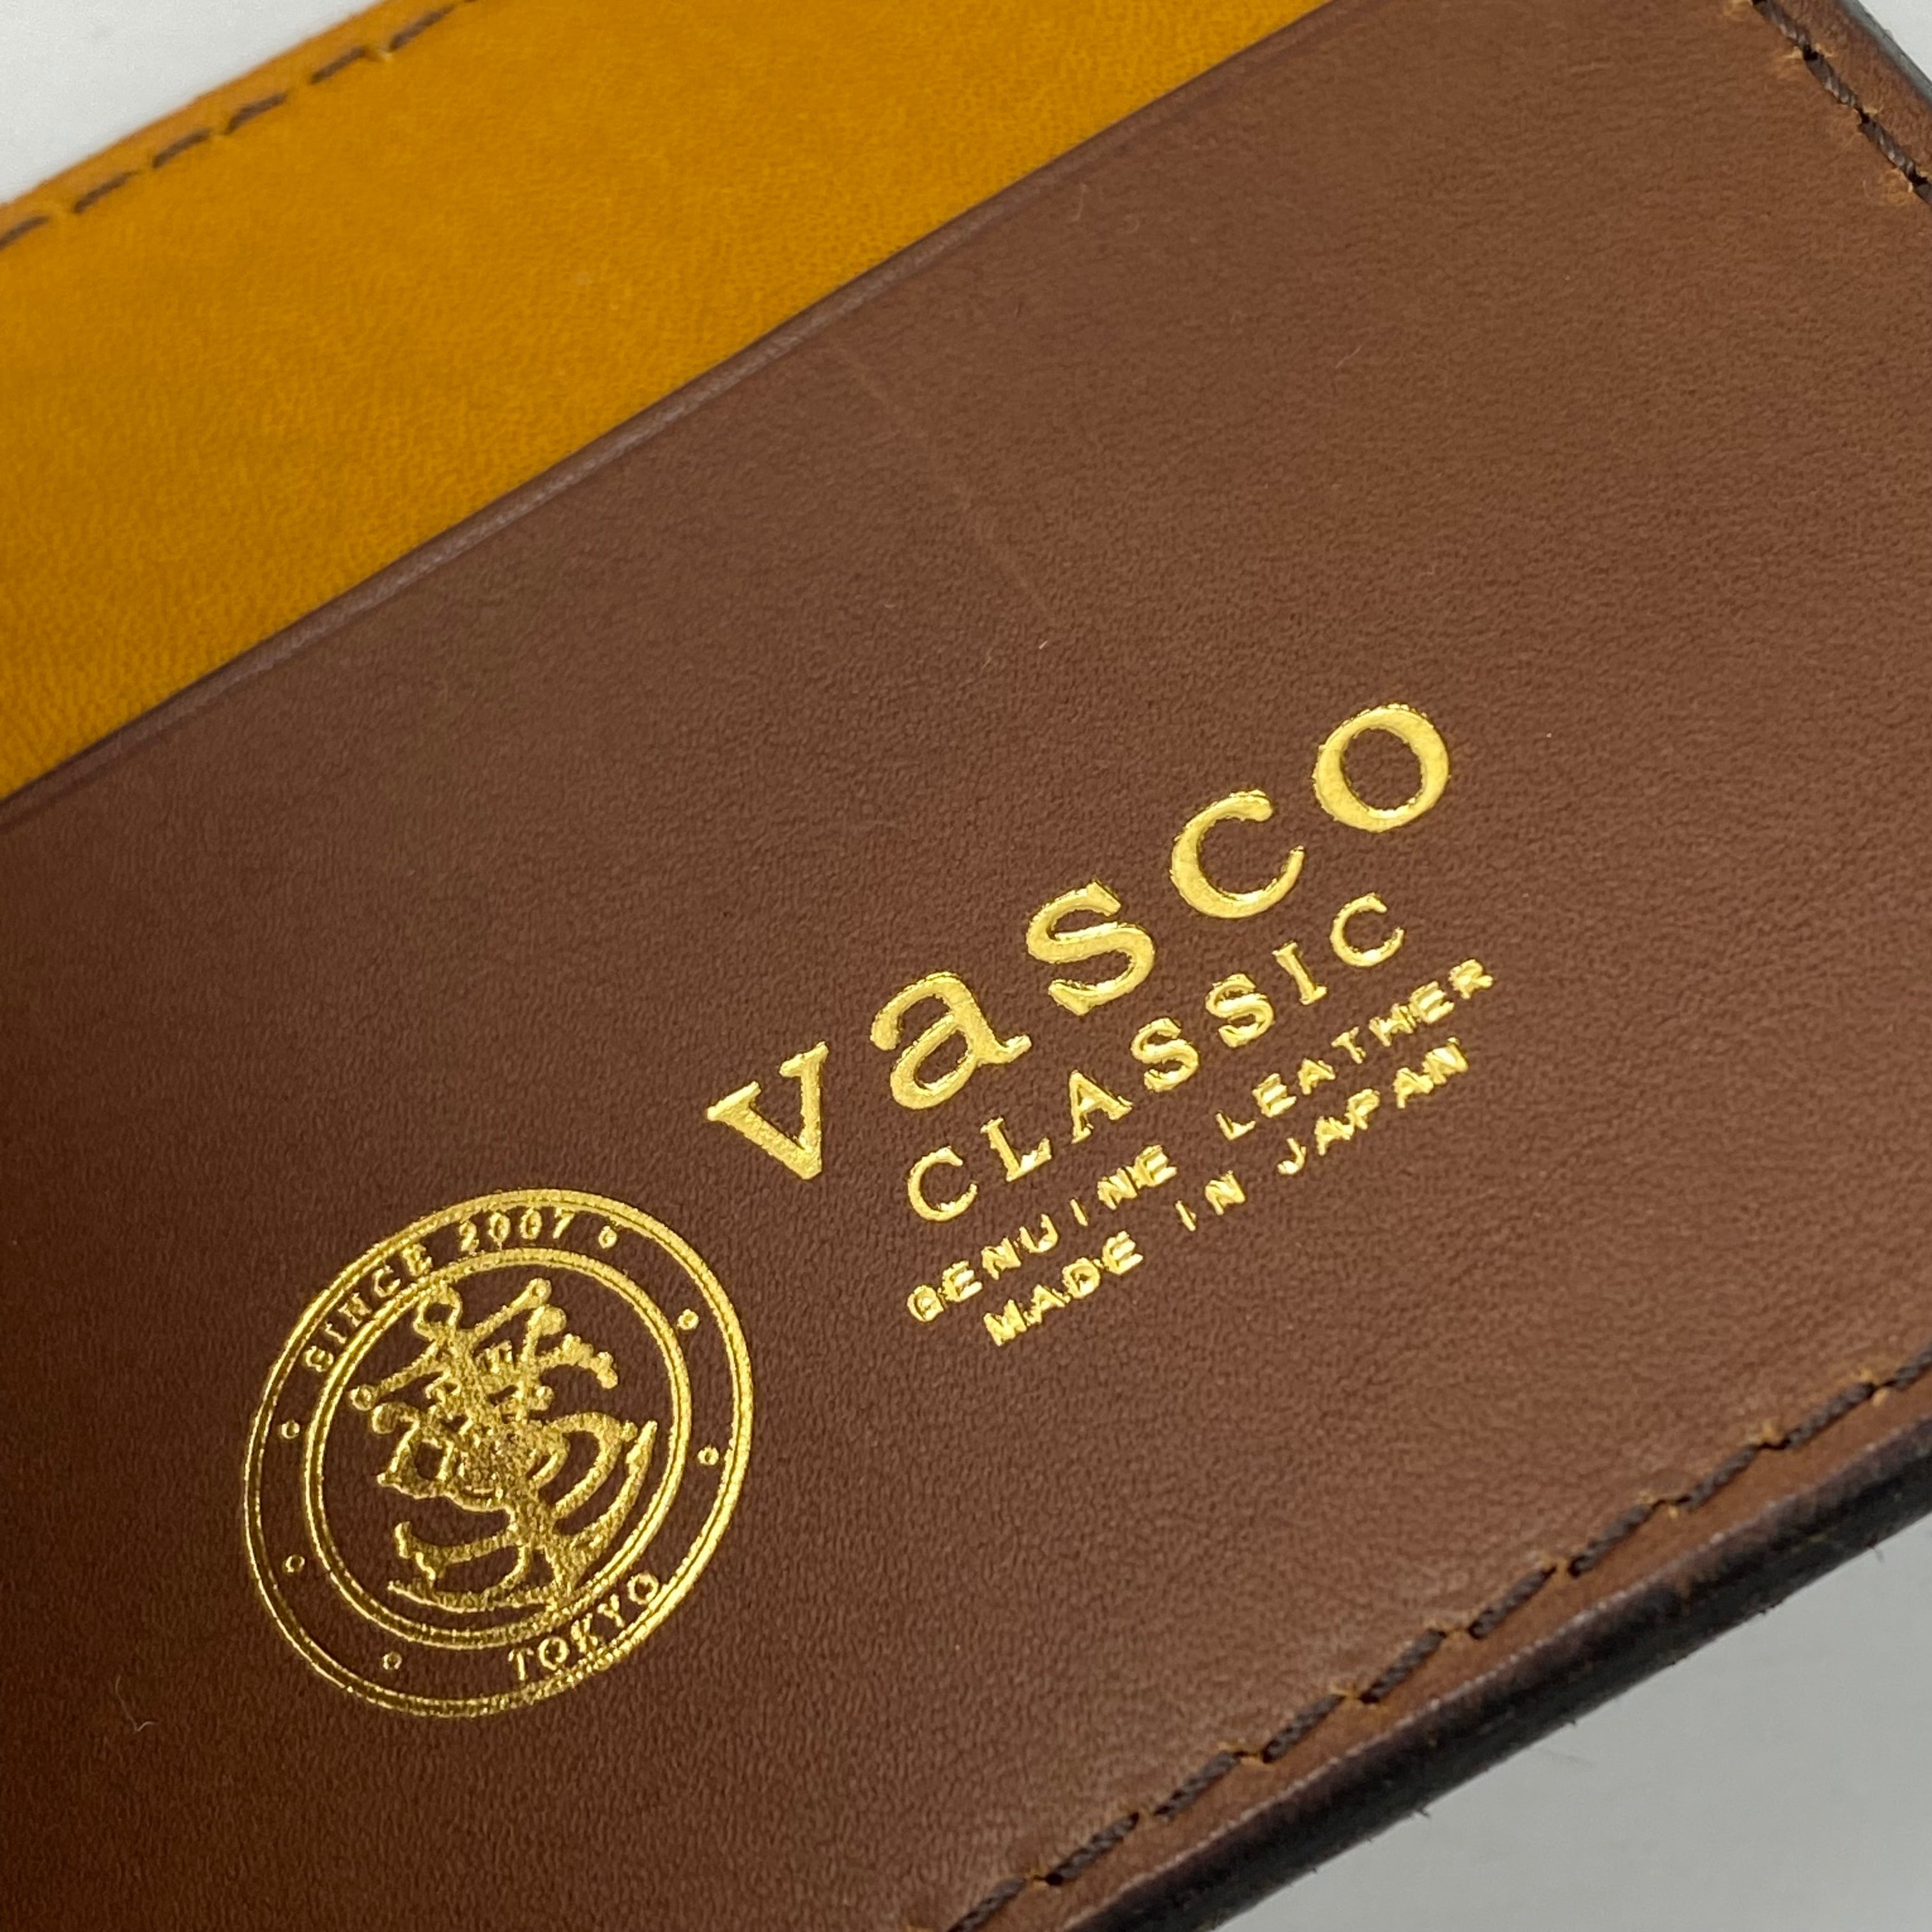 vasco
CLASSIC
GENUINE LEATHER
MADE IN JAPAN
SINCE 2007
TOKYO